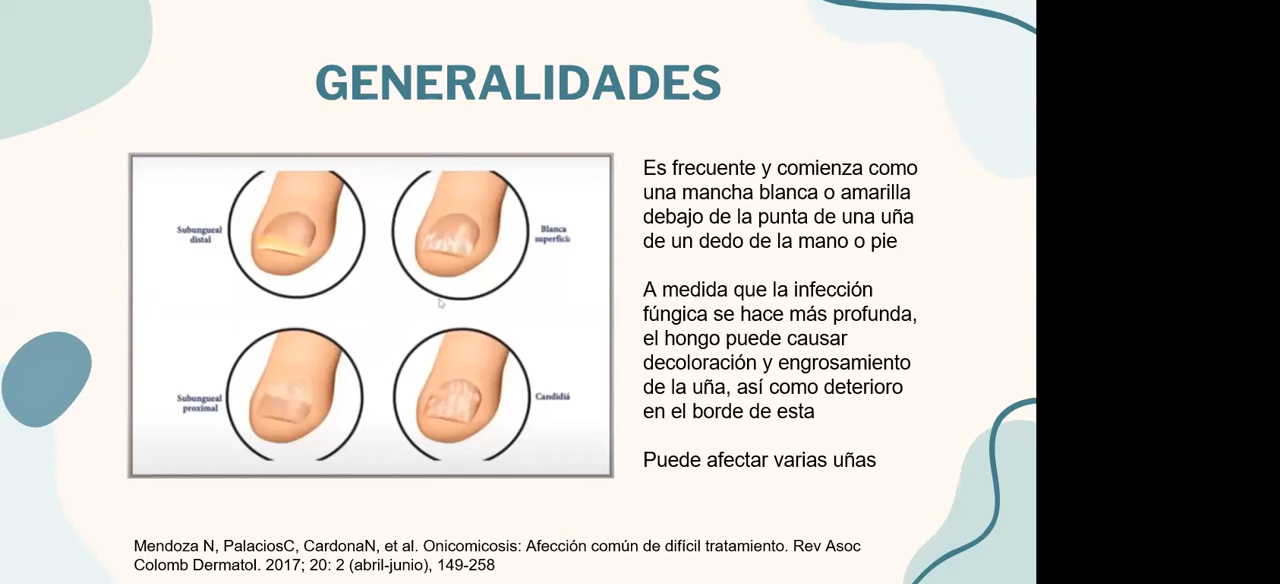 GENERALIDADES
Subungueal
distal
Blanca
superfici
Subungueal
proximal
Candidiá
Es frecuente y comienza como
una mancha blanca o amarilla
debajo de la punta de una uña
de un dedo de la mano o pie
A medida que la infección
fúngica se hace más profunda,
el hongo puede causar
decoloración y engrosamiento
de la uña, así como deterioro
en el borde de esta
Puede afectar varias uñas
Mendoza N, PalaciosC, CardonaN, et al. Onicomicosis: Afección común de difícil tratamiento. Rev Asoc
Colomb Dermatol. 2017; 20: 2 (abril-junio), 149-258